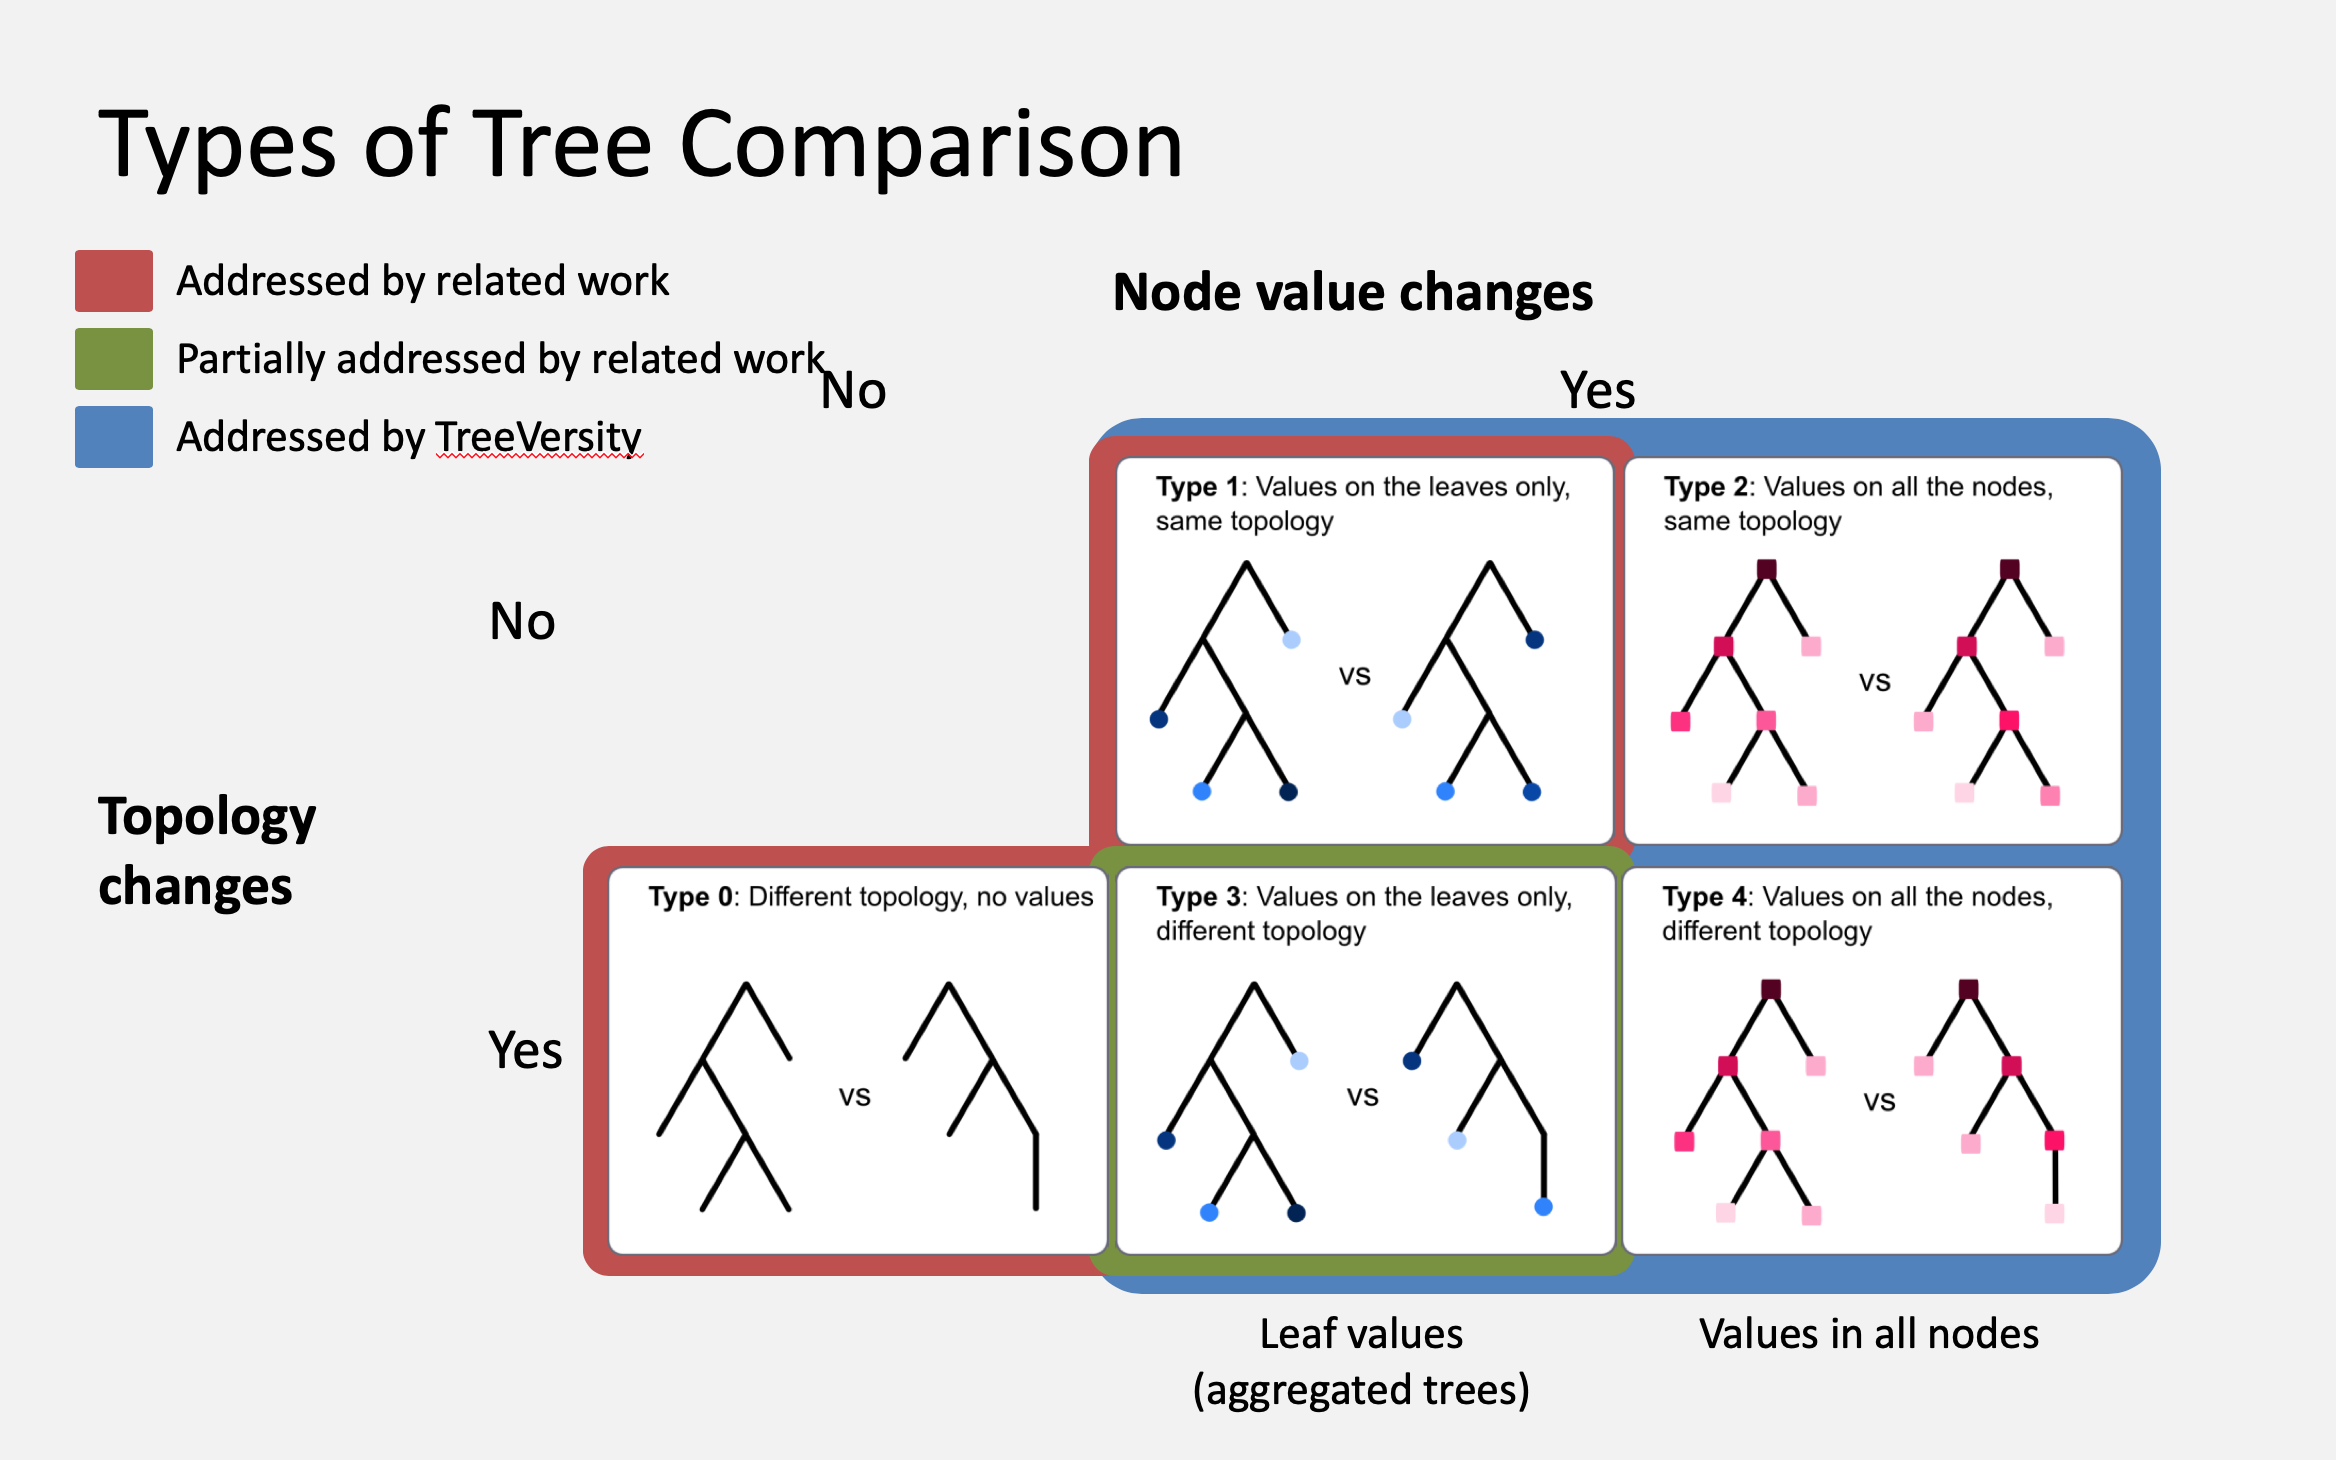 Types of Tree Comparison
Addressed by related work
Partially addressed by related work
Addressed by TreeVersity
Node value changes
No
Yes
No
Topology
changes
Yes
Type 1: Values on the leaves only,
same topology
vs
Type 2: Values on all the nodes,
same topology
vs
Type 0: Different topology, no values
vs
Type 3: Values on the leaves only,
different topology
vs
Type 4: Values on all the nodes,
different topology
vs
Leaf values
(aggregated trees)
Values in all nodes